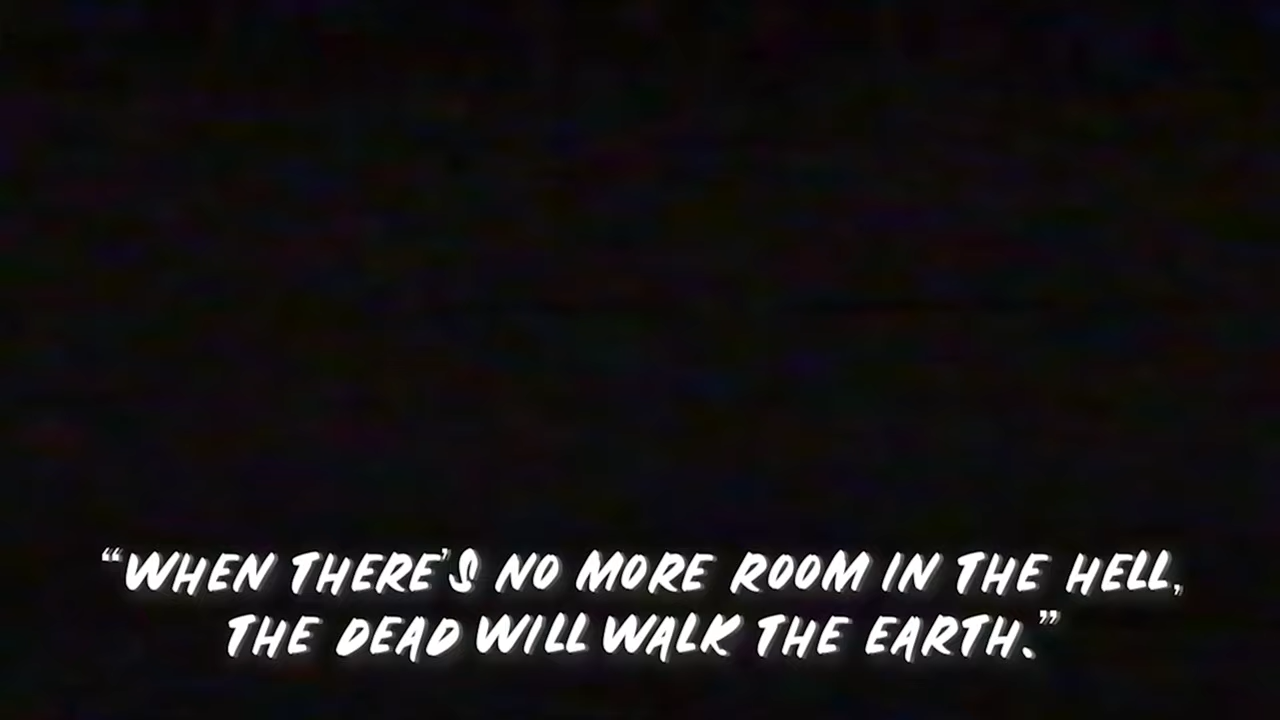 “WHEN THERE’S NO MORE ROOM IN THE HELL,
THE DEAD WILL WALK THE EARTH.”